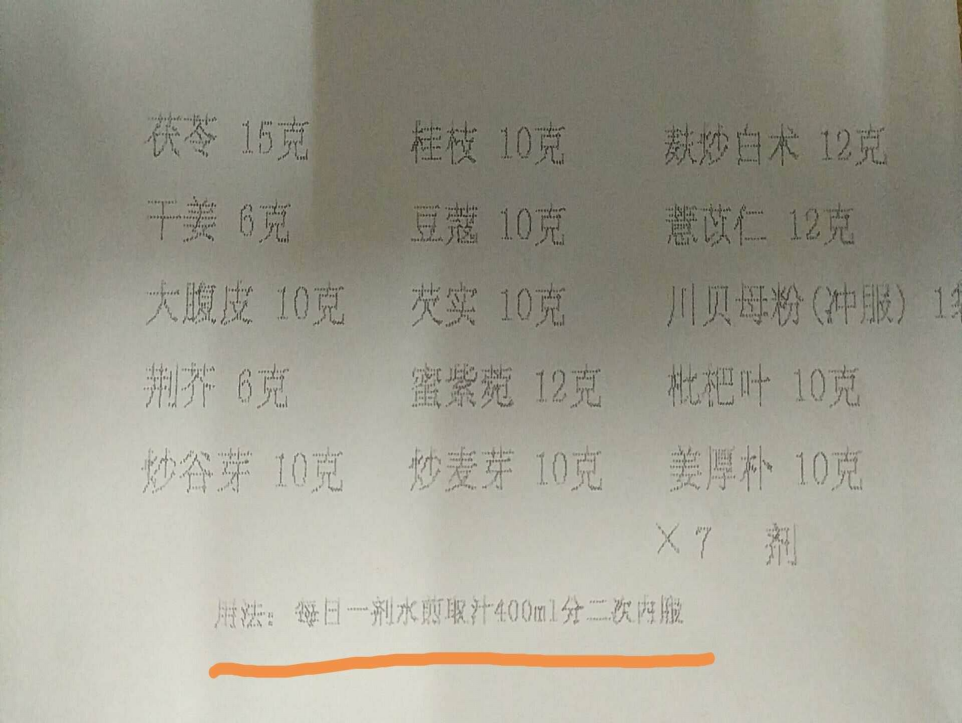 茯苓 15克 桂枝 10克 麸炒白术 12克
干姜 6克 豆蔻 10克 薏苡仁 12克
大腹皮 10克 芡实 10克 川贝母粉(冲服) 1
荆芥 6克 蜜紫苑 12克 枇杷叶 10克
炒谷芽 10克 炒麦芽 10克 姜厚朴 10克
×7 剂
用法: 每日一剂水煎取汁400ml分二次内服